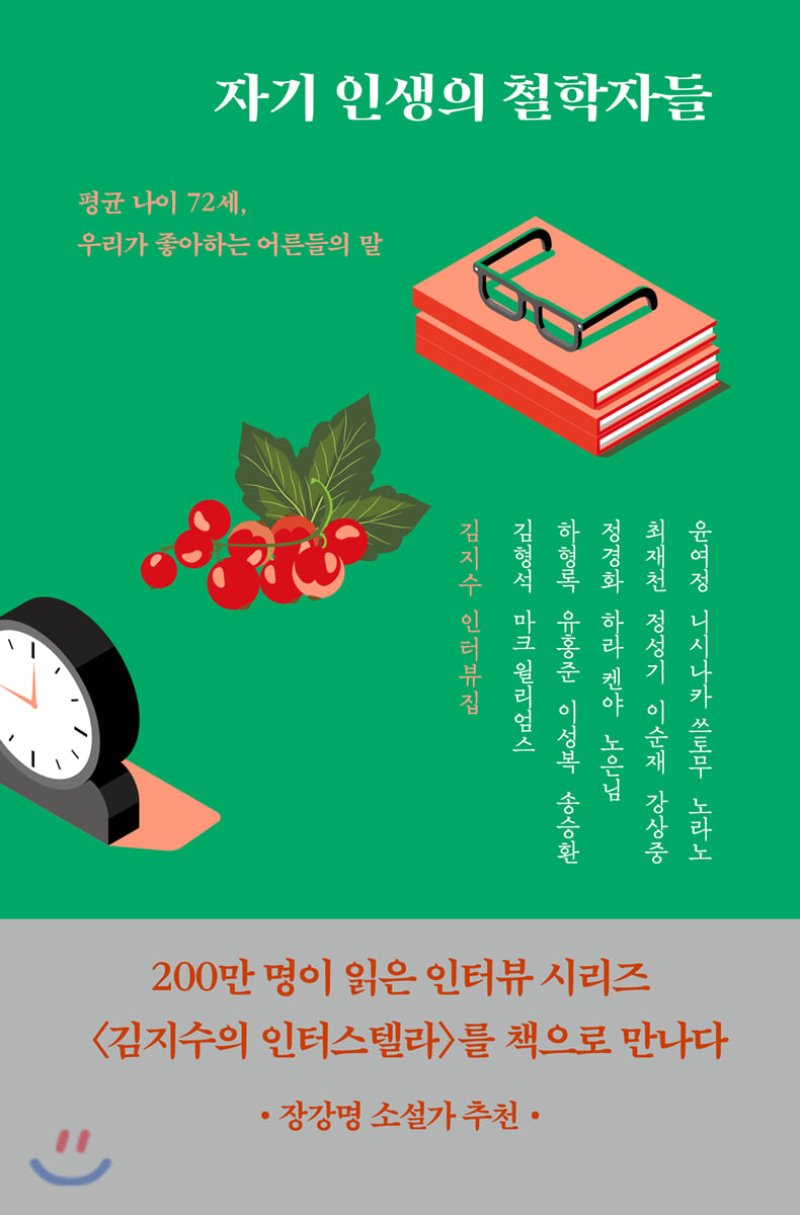 자기 인생의 철학자들
평균 나이 72세,
우리가 좋아하는 어른들의 말
윤여정 니시나카 쓰토무 노라노
최재천 정성기 이순재 강상중
정경화 하라 켄야 노은님
하형록 유홍준 이성복 송승환
김형석 마크 윌리엄스
김지수 인터뷰집
200만 명이 읽은 인터뷰 시리즈
〈김지수의 인터스텔라〉를 책으로 만나다
• 장강명 소설가 추천 •